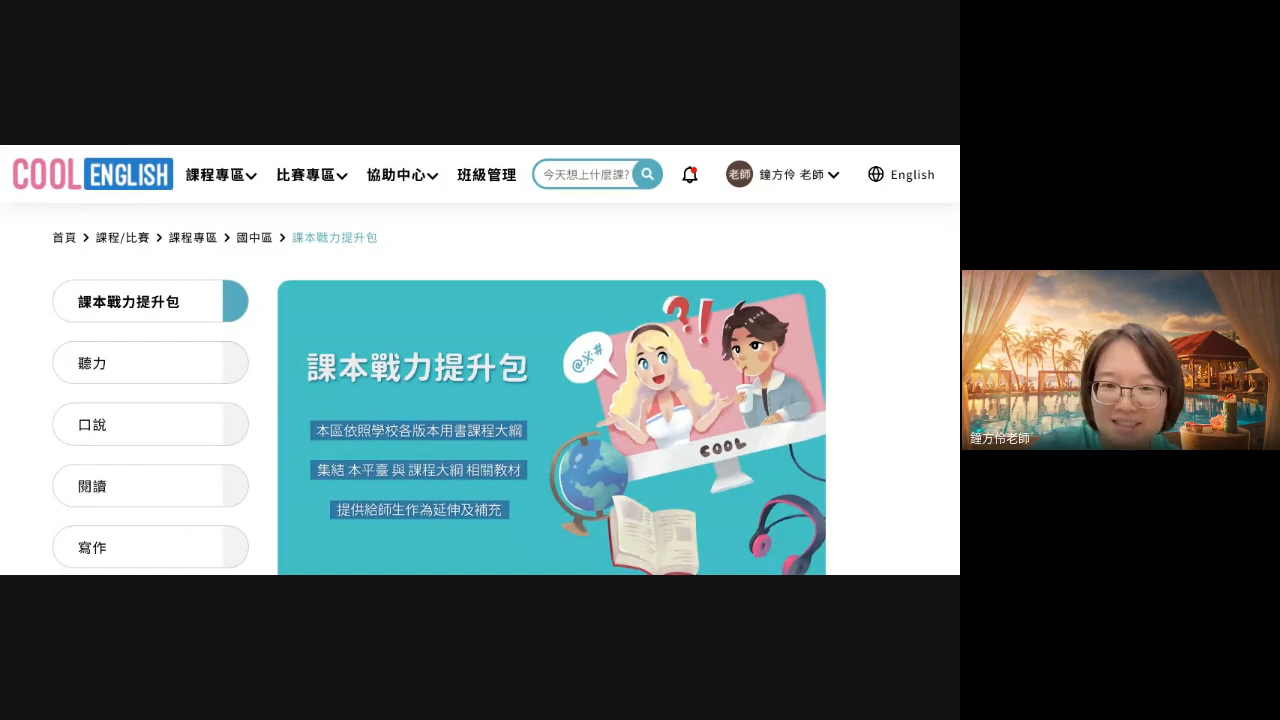 COOL ENGLISH 課程專區 比賽專區 協助中心 班級管理 今天想上什麼課? 老師 鐘方伶 老師 English
首頁 > 課程/比賽 > 課程專區 > 國中區 > 課本戰力提升包
課本戰力提升包
聽力
口說
閱讀
寫作
課本戰力提升包
本區依照學校各版本用書課程大綱
集結 本平臺 與 課程大綱 相關教材
提供給師生作為延伸及補充
@※#
?!
COOL
鐘方伶老師